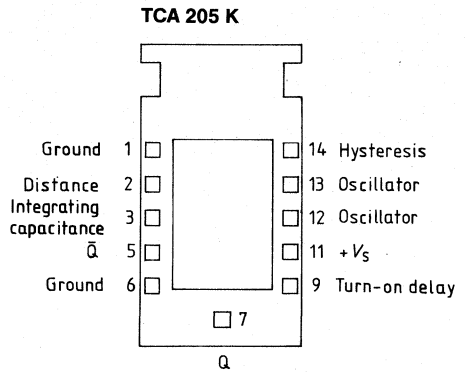 TCA 205 K
Ground 1 14 Hysteresis
Distance 2 13 Oscillator
Integrating
capacitance 3 12 Oscillator
Q̄ 5 11 +Vs
Ground 6 9 Turn-on delay
7
Q